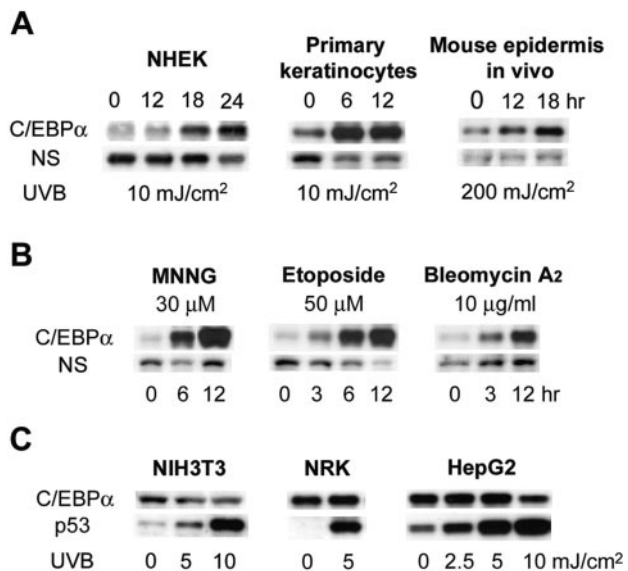 A
NHEK
Primary keratinocytes
Mouse epidermis in vivo
0 12 18 24
0 6 12
0 12 18 hr
C/EBPα
NS
UVB 10 mJ/cm² 10 mJ/cm² 200 mJ/cm²
B
MNNG Etoposide Bleomycin A₂
30 μM 50 μM 10 μg/ml
C/EBPα
NS
0 6 12 0 3 6 12 0 3 12 hr
C
NIH3T3 NRK HepG2
C/EBPα
p53
UVB 0 5 10 0 5 0 2.5 5 10 mJ/cm²